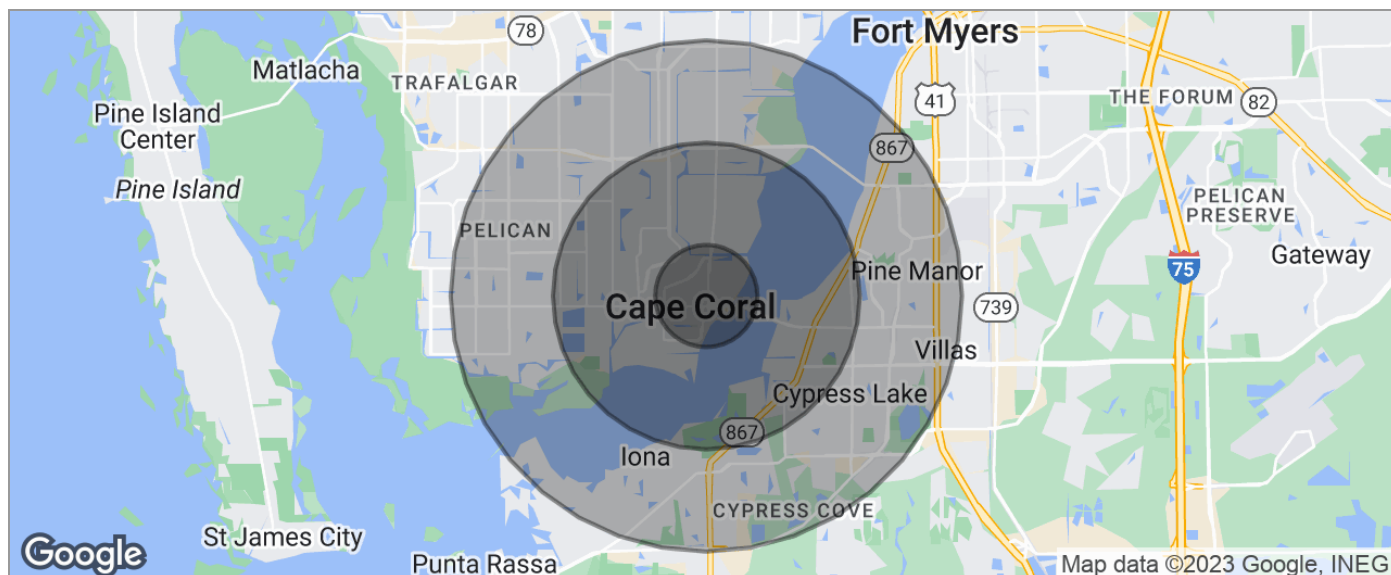 78
Fort Myers
Matlacha
TRAFALGAR
41
THE FORUM
82
Pine Island
Center
867
Pine Island
PELICAN
PRESERVE
PELICAN
Gateway
75
Pine Manor
Cape Coral
739
Villas
Cypress Lake
867
Iona
CYPRESS COVE
St James City
Google
Punta Rassa
Map data ©2023 Google, INEG